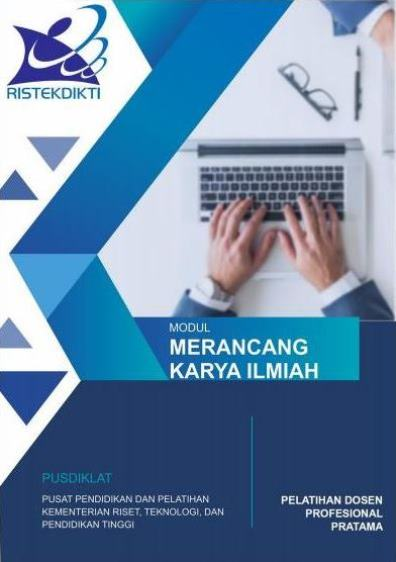 RISTEKDIKTI
MODUL
MERANCANG
KARYA ILMIAH
PUSDIKLAT
PUSAT PENDIDIKAN DAN PELATIHAN
KEMENTERIAN RISET, TEKNOLOGI, DAN
PENDIDIKAN TINGGI
PELATIHAN DOSEN
PROFESIONAL
PRATAMA